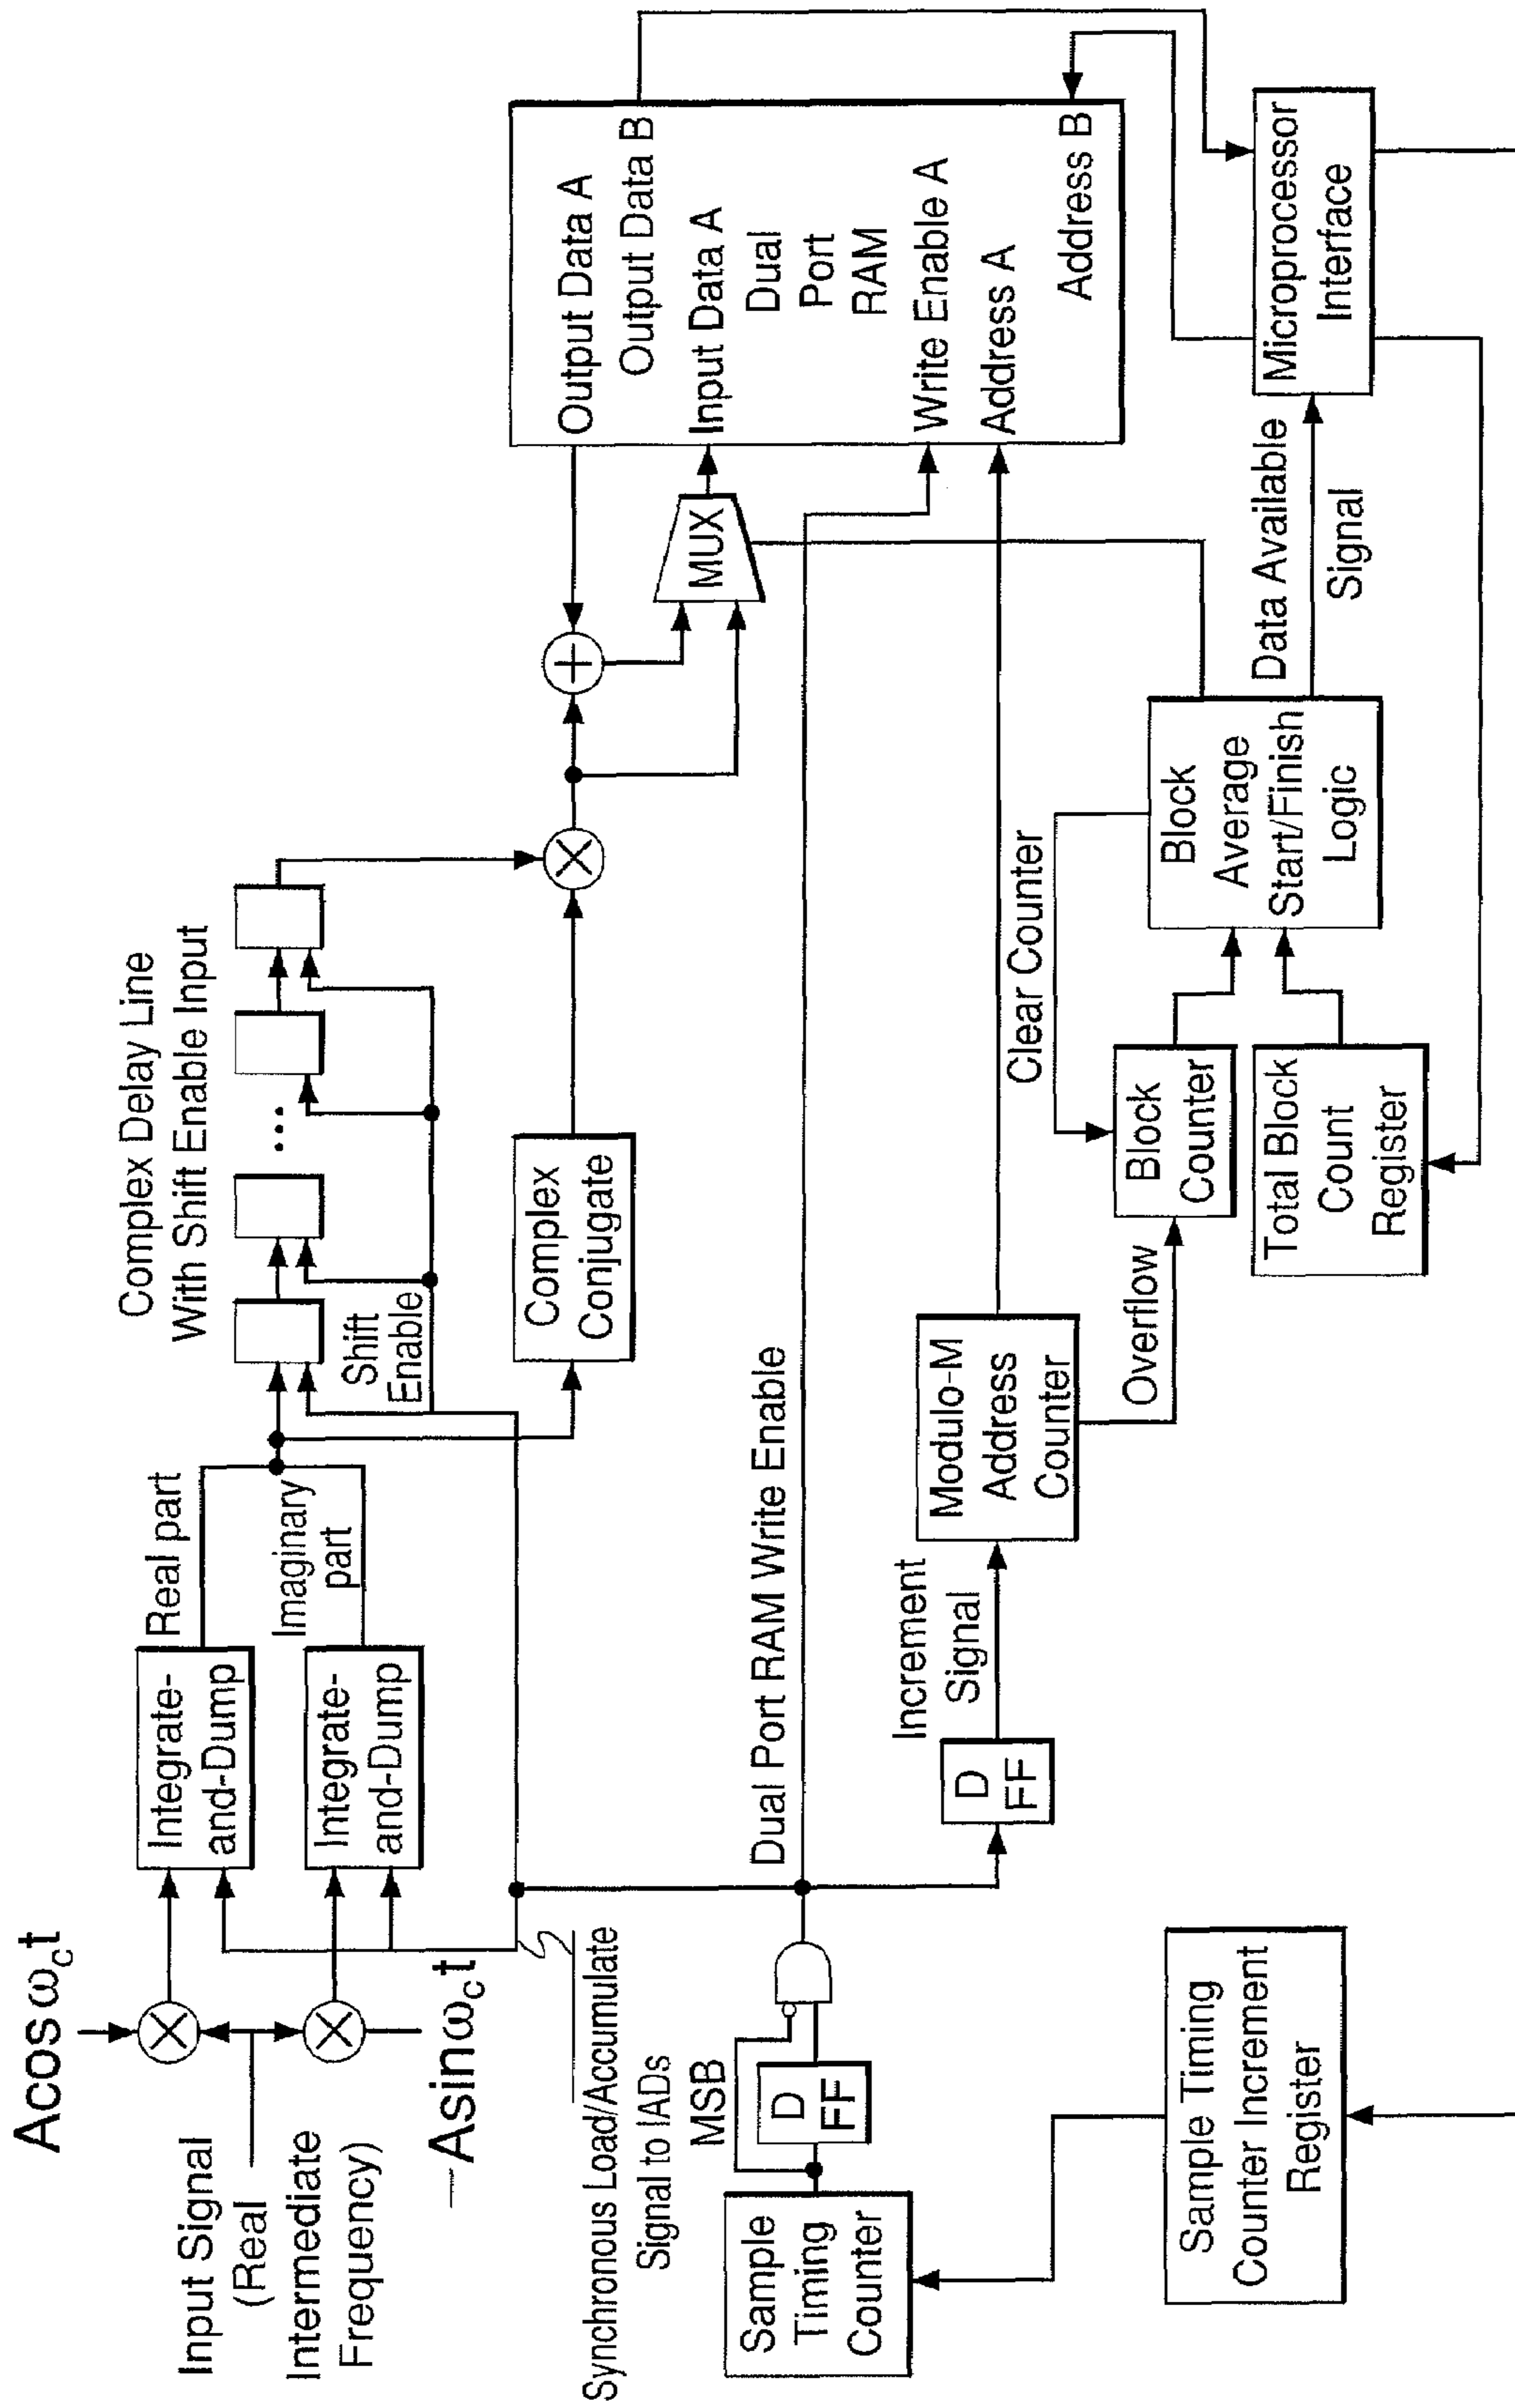 Acos ω_c t
Input Signal
(Real
Intermediate
Frequency)
–Asinω_c t
Integrate-
and-Dump
Integrate-
and-Dump
Real part
Imaginary
part
Complex Delay Line
With Shift Enable Input
...
Shift
Enable
Complex
Conjugate
MUX
Output Data A
Output Data B
Input Data A
Dual
Port
RAM
Write Enable A
Address A
Address B
Synchronous Load/Accumulate
Signal to IADs
MSB
Sample
Timing
Counter
D
FF
Dual Port RAM Write Enable
D
FF
Increment
Signal
Modulo-M
Address
Counter
Overflow
Clear Counter
Block
Counter
Total Block
Count
Register
Block
Average
Start/Finish
Logic
Data Available
Signal
Microprocessor
Interface
Sample Timing
Counter Increment
Register